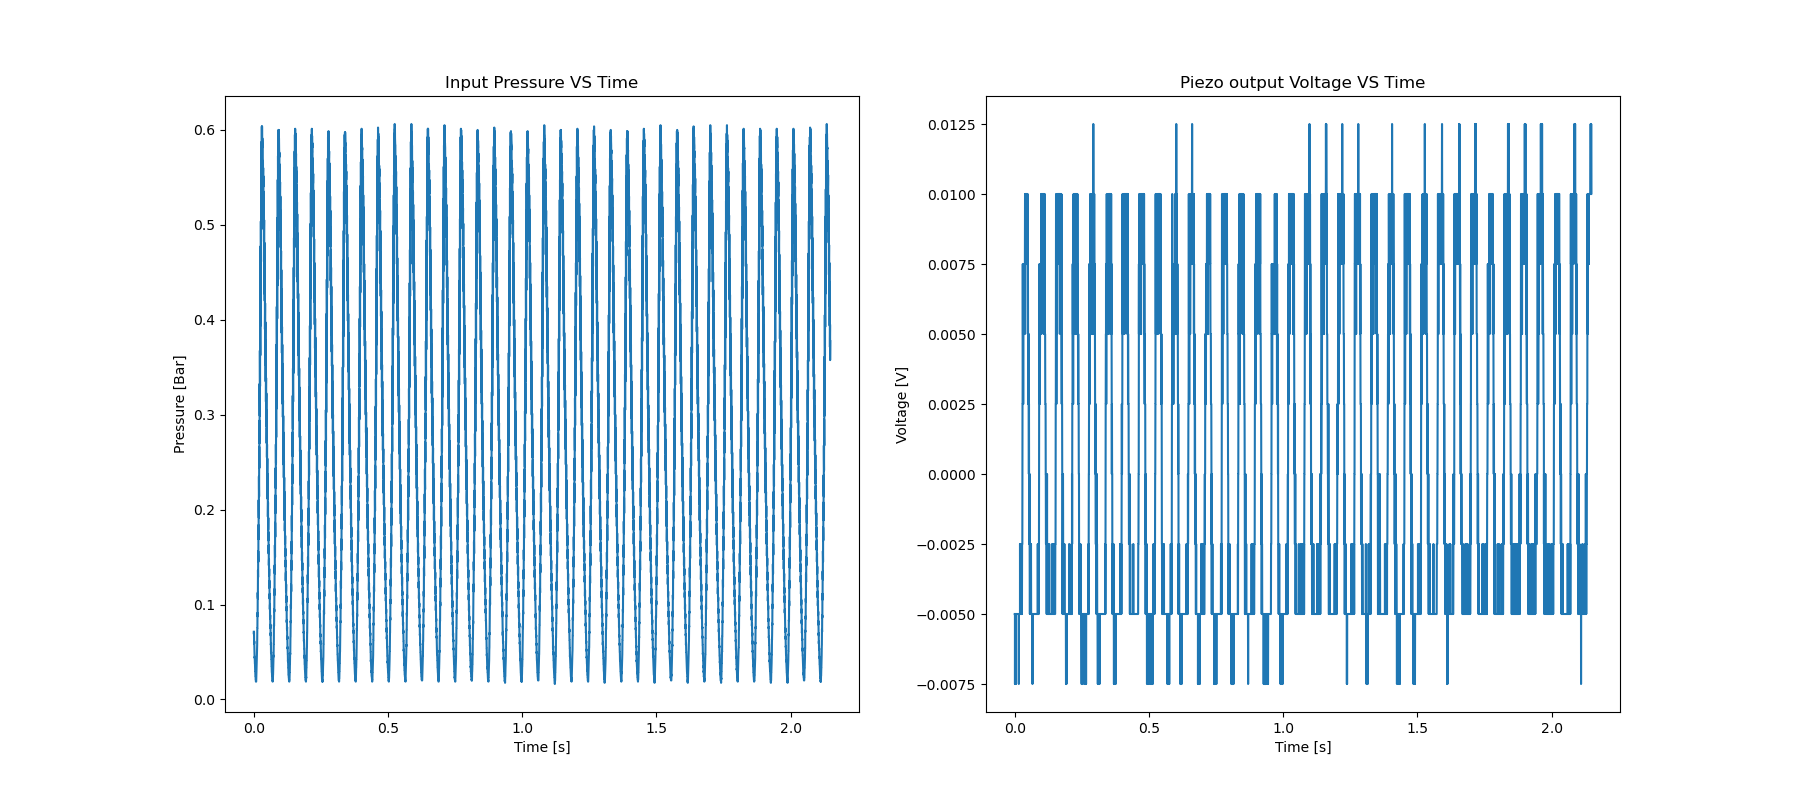 Input Pressure VS Time
Pressure [Bar]
0.6
0.5
0.4
0.3
0.2
0.1
0.0
0.0 0.5 1.0 1.5 2.0
Time [s]
Piezo output Voltage VS Time
Voltage [V]
0.0125
0.0100
0.0075
0.0050
0.0025
0.0000
−0.0025
−0.0050
−0.0075
0.0 0.5 1.0 1.5 2.0
Time [s]